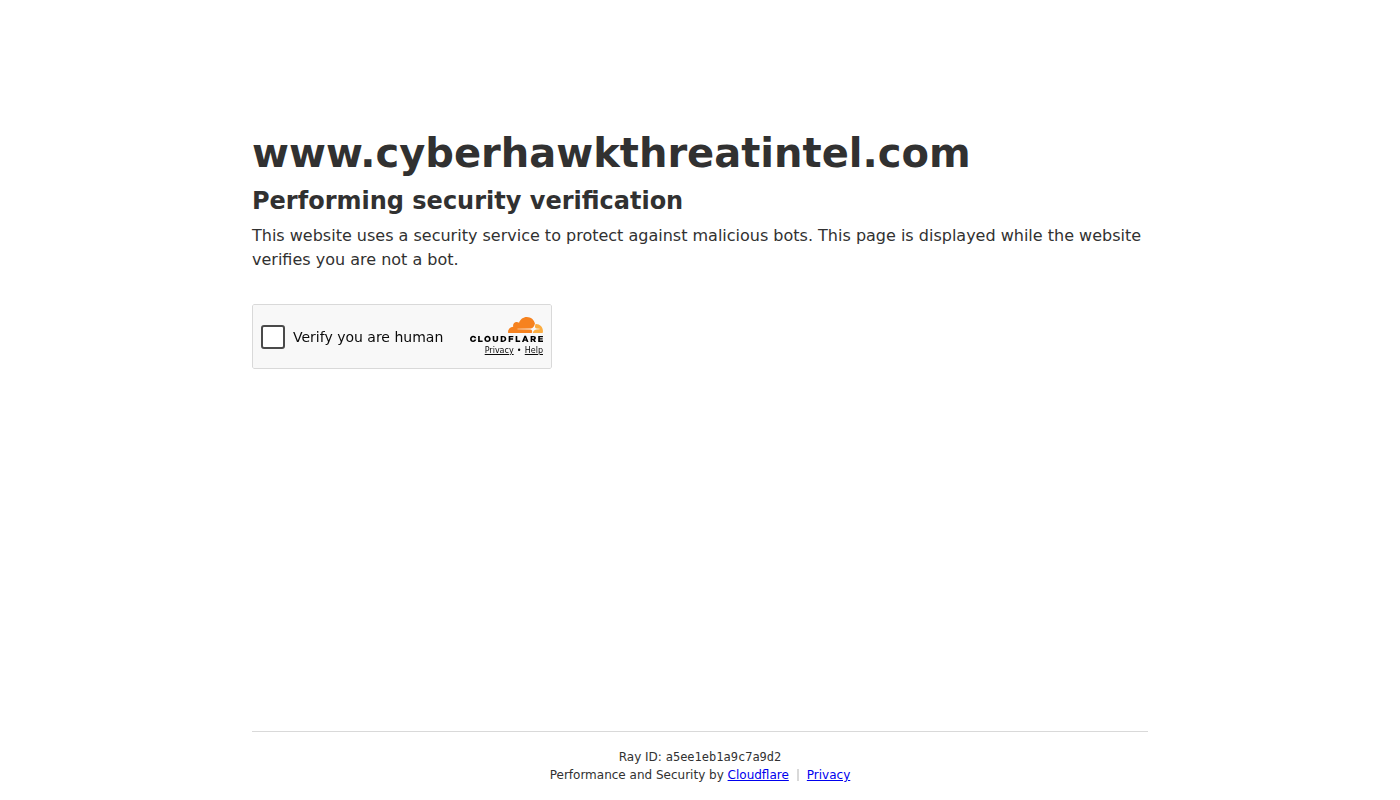 www.cyberhawkthreatintel.com
Performing security verification
This website uses a security service to protect against malicious bots. This page is displayed while the website
verifies you are not a bot.
Verify you are human
CLOUDFLARE
Privacy • Help
Ray ID: a5ee1eb1a9c7a9d2
Performance and Security by Cloudflare | Privacy